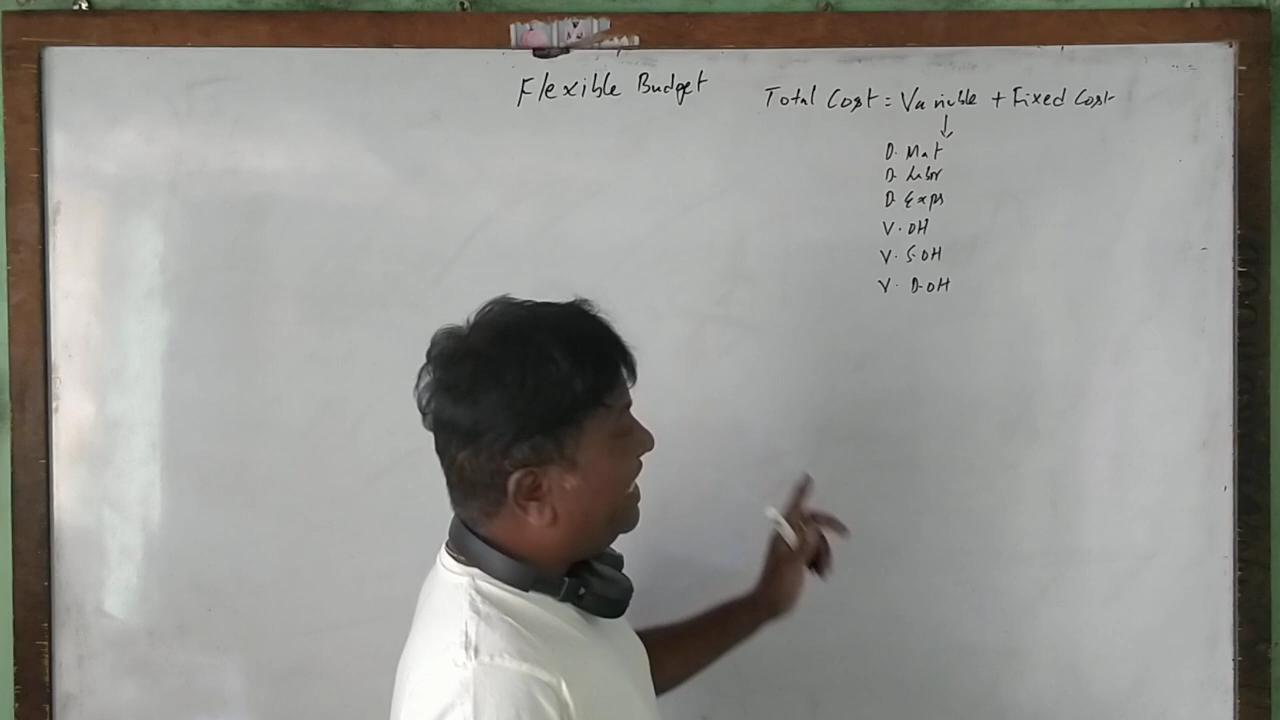 Flexible Budget
Total Cost = Variable + Fixed Cost
D. Mat
D. Labr
D. Exps
V. OH
V. S.OH
V. D.OH